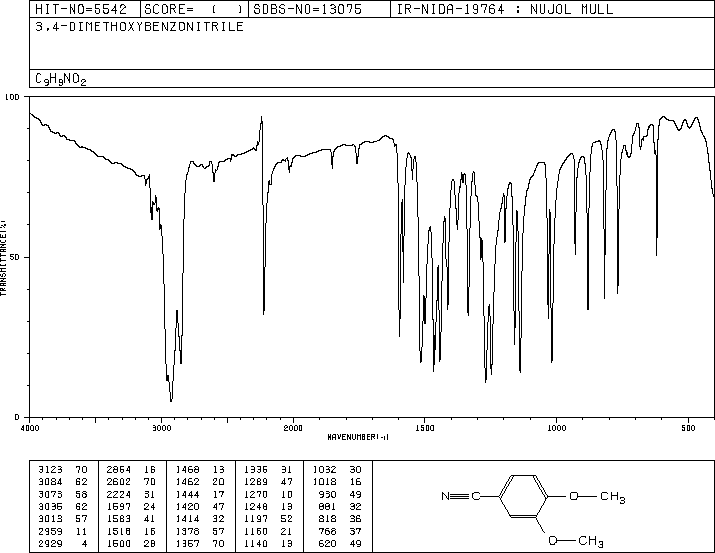 HIT-NO=5542 SCORE= ( ) SDBS-NO=13075 IR-NIDA-19764 : NUJOL MULL
3,4-DIMETHOXYBENZONITRILE
C9H9NO2
100
TRANSMITTANCE(%)
50
0
4000 3000 2000 1500 1000 500
WAVENUMBER(-1)
3123 70 2854 16 1468 13 1336 31 1032 30
3084 62 2602 70 1462 20 1289 47 1018 16
3073 58 2224 31 1444 17 1270 10 930 49
3035 62 1597 24 1420 47 1248 13 881 32
3013 57 1583 41 1414 32 1197 52 818 36
2959 11 1518 16 1378 57 1160 21 768 37
2929 4 1500 28 1357 70 1140 13 620 49
N C O CH3
O CH3